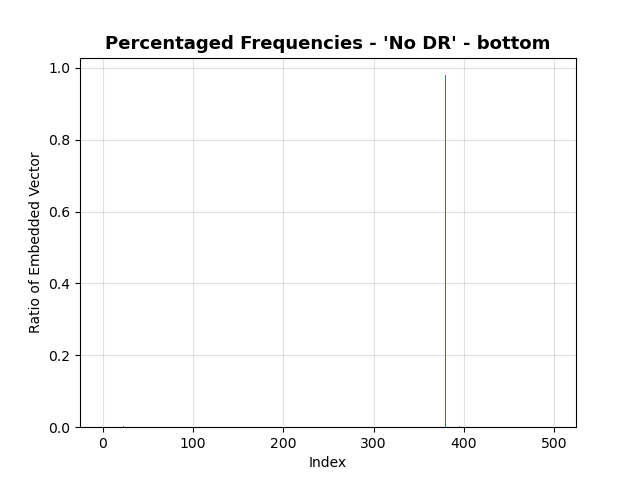 Percentaged Frequencies - 'No DR' - bottom
Ratio of Embedded Vector
1.0
0.8
0.6
0.4
0.2
0.0
0 100 200 300 400 500
Index